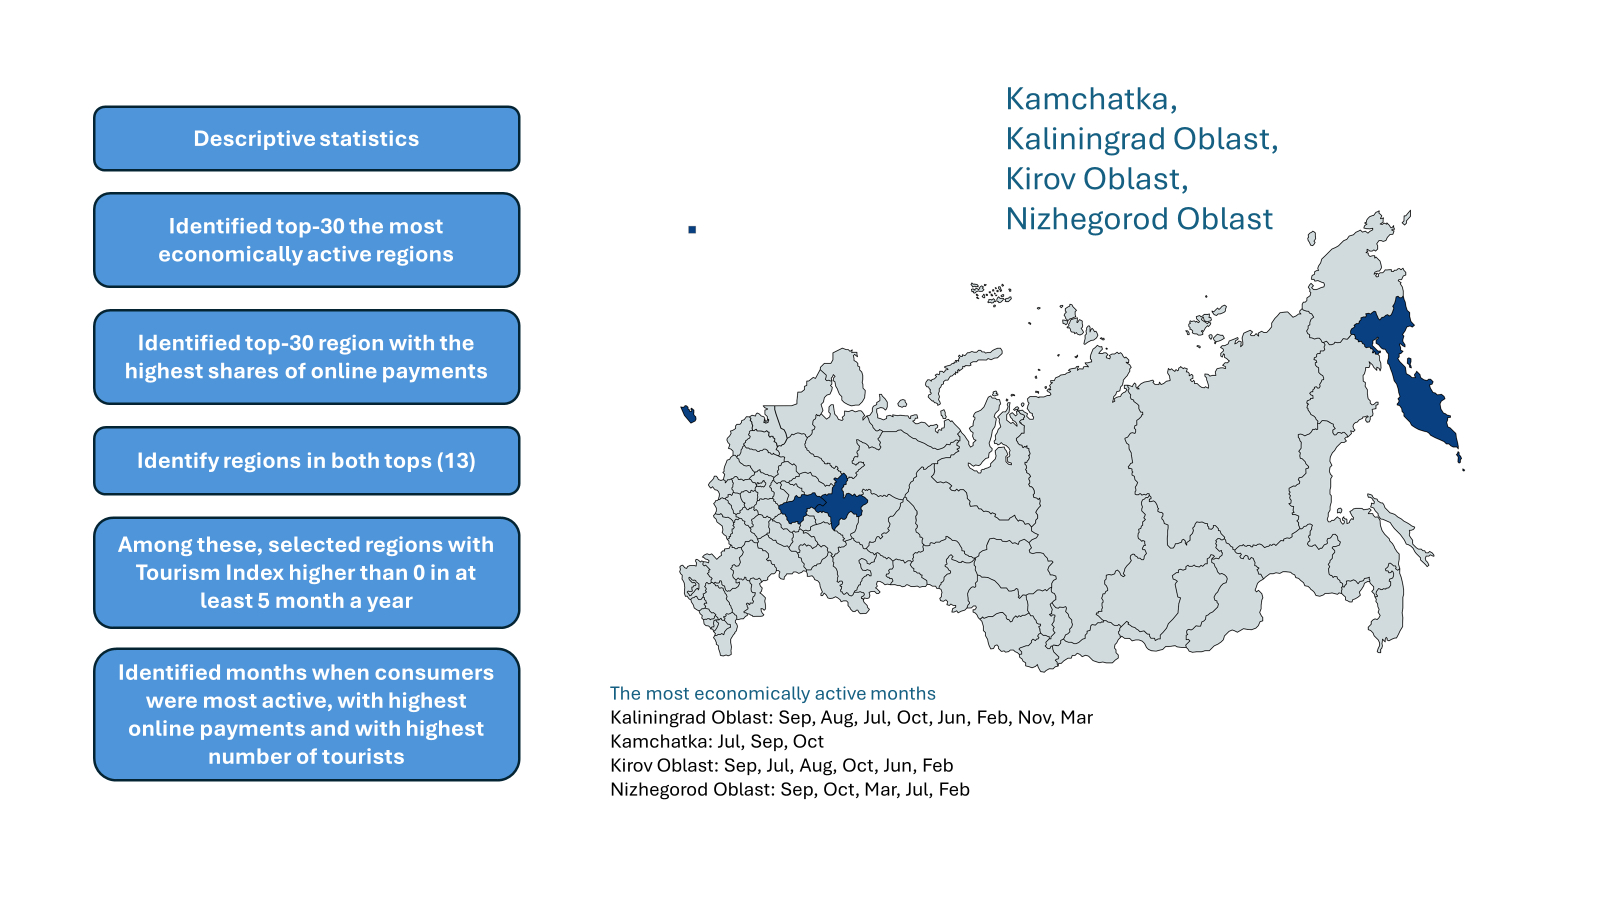 Descriptive statistics
Identified top-30 the most
economically active regions
Identified top-30 region with the
highest shares of online payments
Identify regions in both tops (13)
Among these, selected regions with
Tourism Index higher than 0 in at
least 5 month a year
Identified months when consumers
were most active, with highest
online payments and with highest
number of tourists
Kamchatka,
Kaliningrad Oblast,
Kirov Oblast,
Nizhegorod Oblast
The most economically active months
Kaliningrad Oblast: Sep, Aug, Jul, Oct, Jun, Feb, Nov, Mar
Kamchatka: Jul, Sep, Oct
Kirov Oblast: Sep, Jul, Aug, Oct, Jun, Feb
Nizhegorod Oblast: Sep, Oct, Mar, Jul, Feb